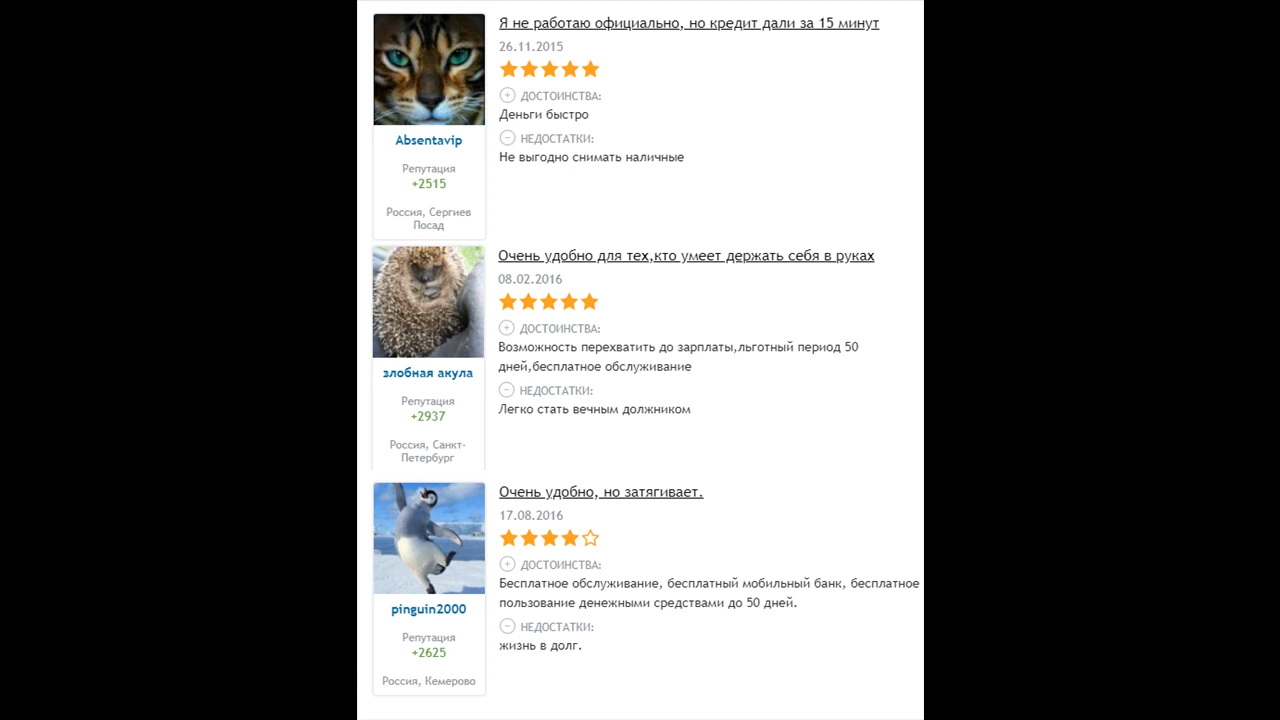 Я не работаю официально, но кредит дали за 15 минут
26.11.2015
ДОСТОИНСТВА:
Деньги быстро
НЕДОСТАТКИ:
Не выгодно снимать наличные
Absentavip
Репутация
+2515
Россия, Сергиев
Посад
Очень удобно для тех,кто умеет держать себя в руках
08.02.2016
ДОСТОИНСТВА:
Возможность перехватить до зарплаты,льготный период 50
дней,бесплатное обслуживание
НЕДОСТАТКИ:
Легко стать вечным должником
злобная акула
Репутация
+2937
Россия, Санкт-
Петербург
Очень удобно, но затягивает.
17.08.2016
ДОСТОИНСТВА:
Бесплатное обслуживание, бесплатный мобильный банк, бесплатное
пользование денежными средствами до 50 дней.
НЕДОСТАТКИ:
жизнь в долг.
pinguin2000
Репутация
+2625
Россия, Кемерово